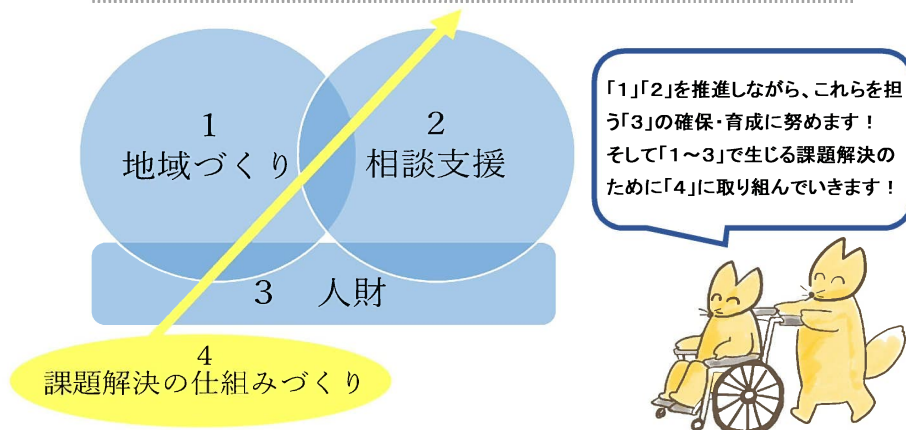 1
地域づくり
2
相談支援
3 人財
4
課題解決の仕組みづくり
「1」「2」を推進しながら、これらを担
う「3」の確保・育成に努めます！
そして「1～3」で生じる課題解決の
ために「4」に取り組んでいきます！